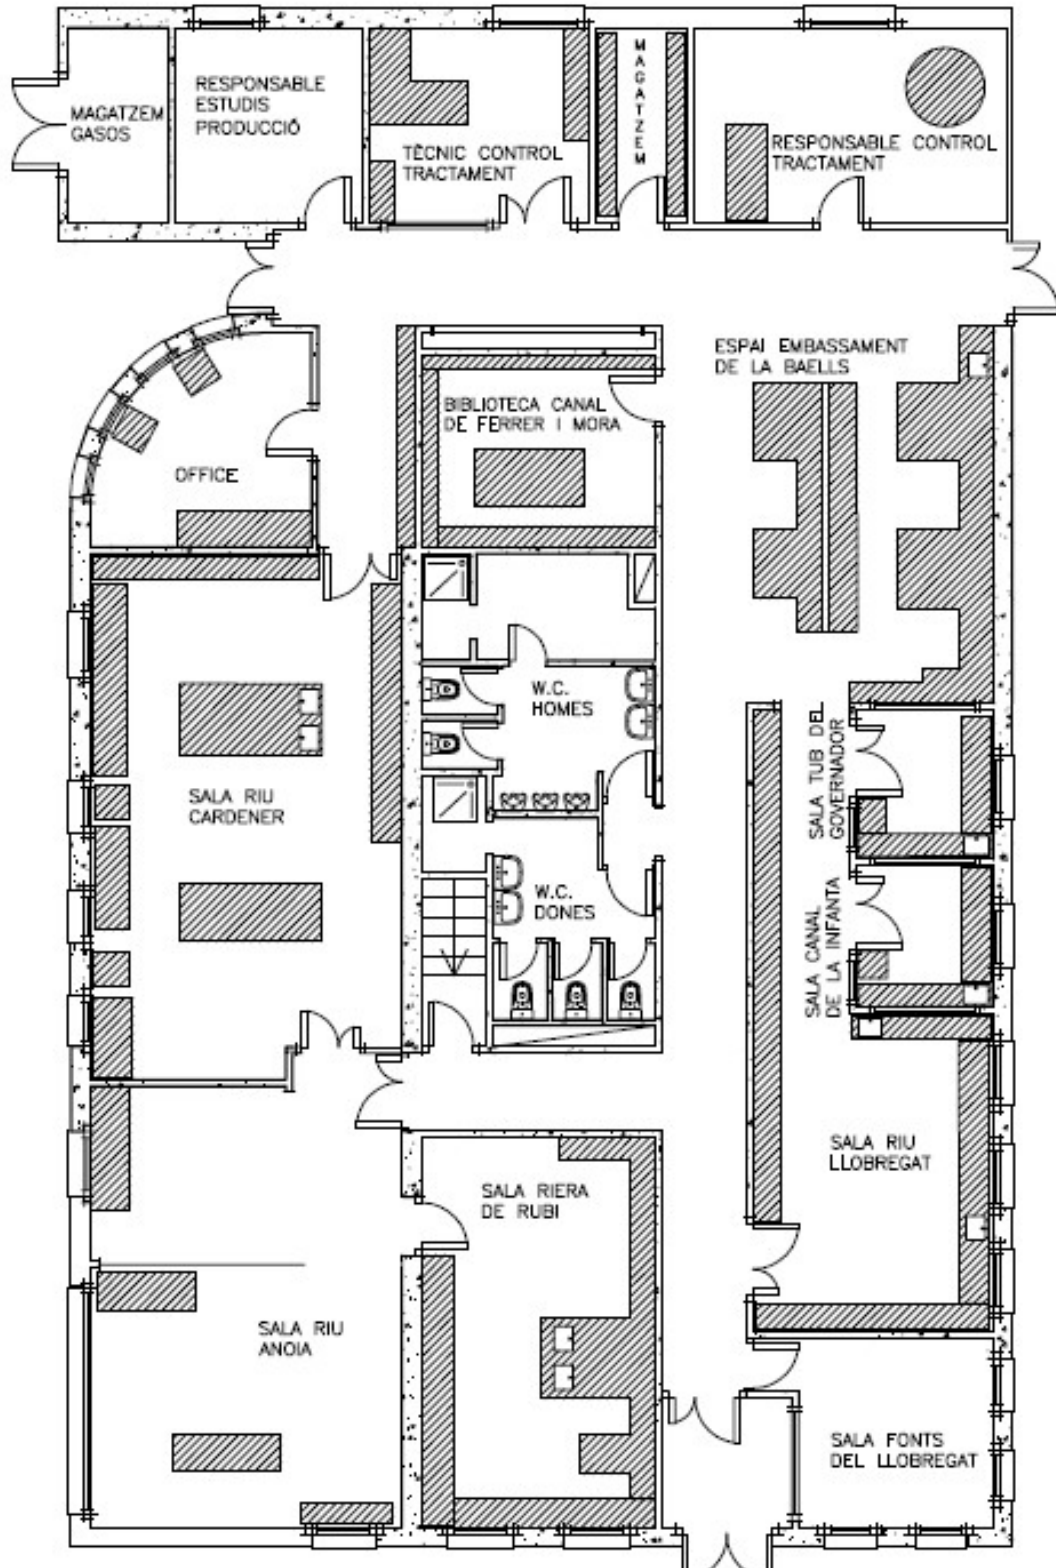 MAGATZEM
GASOS
RESPONSABLE
ESTUDIS
PRODUCCIÓ
TÈCNIC CONTROL
TRACTAMENT
MAGATZEM
RESPONSABLE CONTROL
TRACTAMENT
ESPAI EMBASSAMENT
DE LA BAELLS
BIBLIOTECA CANAL
DE FERRER I MORA
OFFICE
W.C.
HOMES
SALA TUB DEL
GOVERNADOR
SALA RIU
CARDENER
W.C.
DONES
SALA CANAL
DE LA INFANTA
SALA RIU
LLOBREGAT
SALA RIERA
DE RUBI
SALA RIU
ANOIA
SALA FONTS
DEL LLOBREGAT